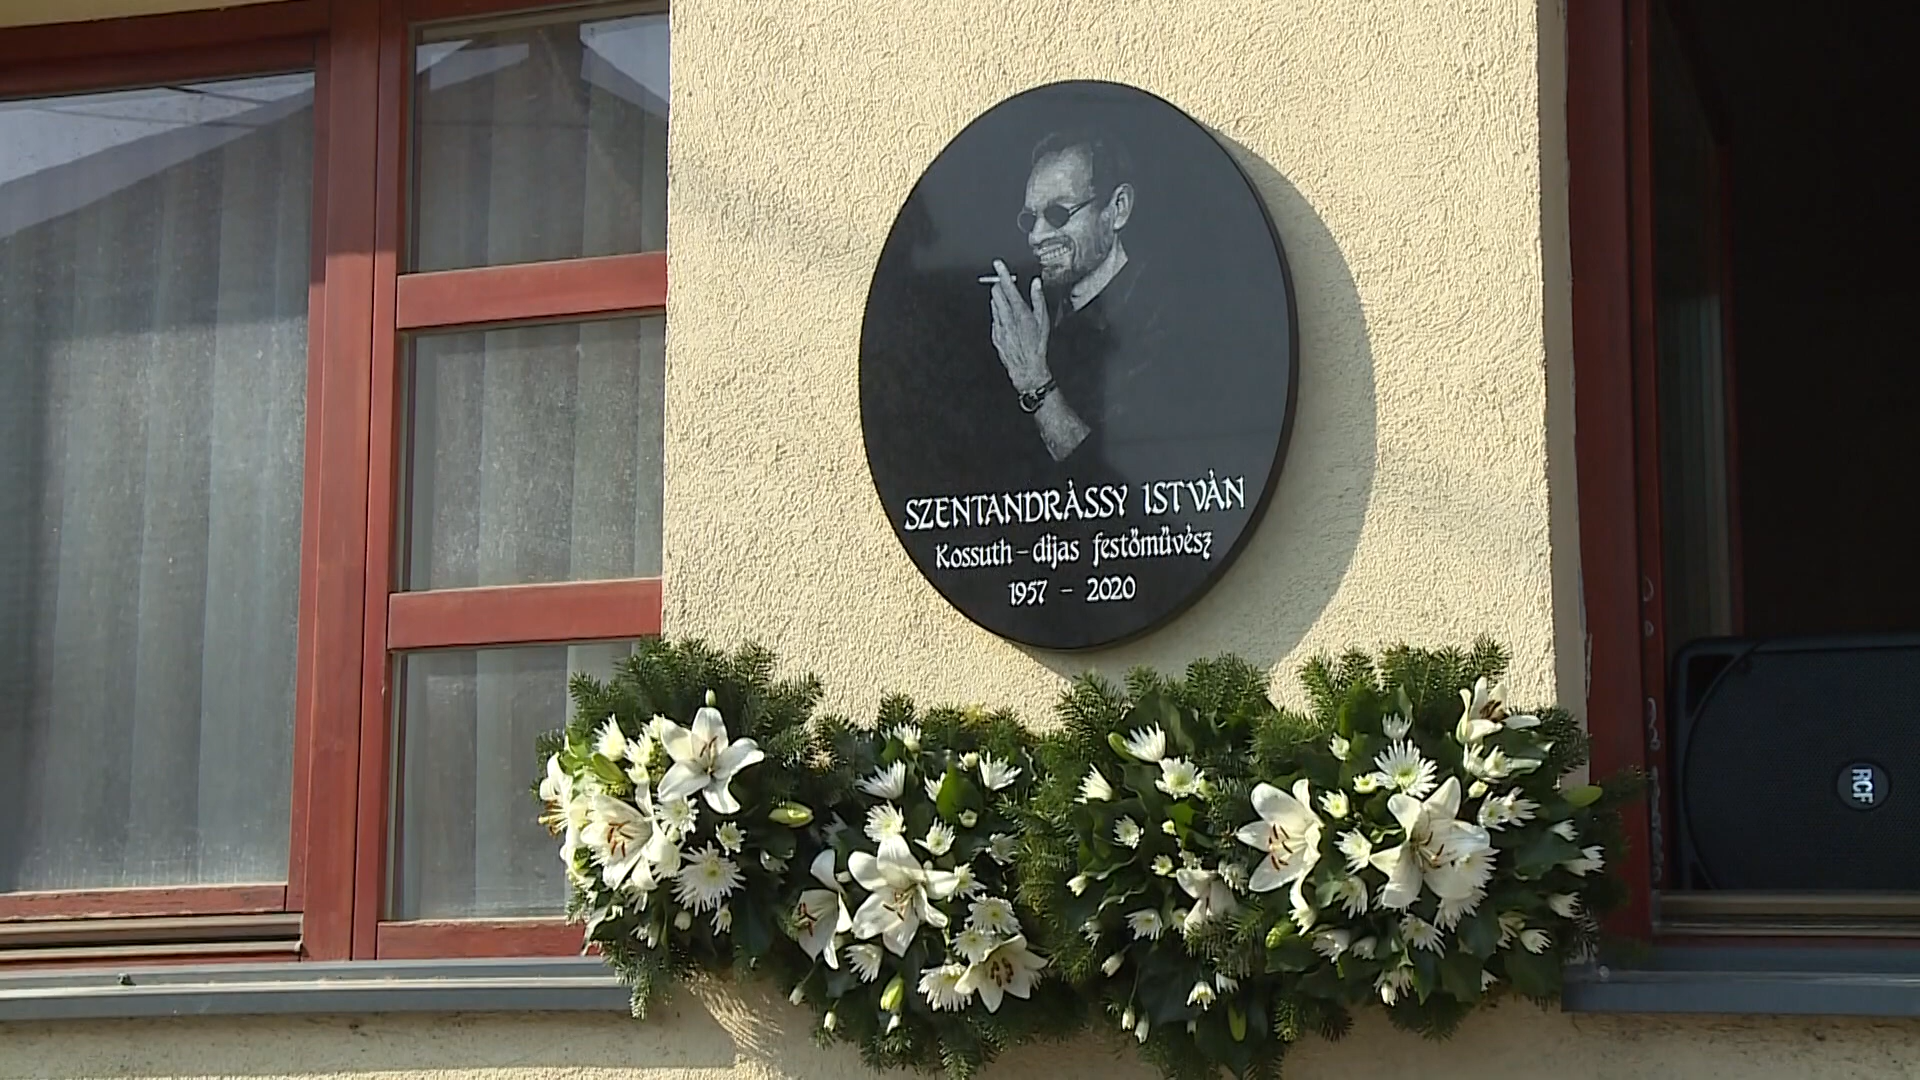 SZENTANDRÁSSY ISTVÁN
Kossuth-díjas festőművész
1957 - 2020
RCF